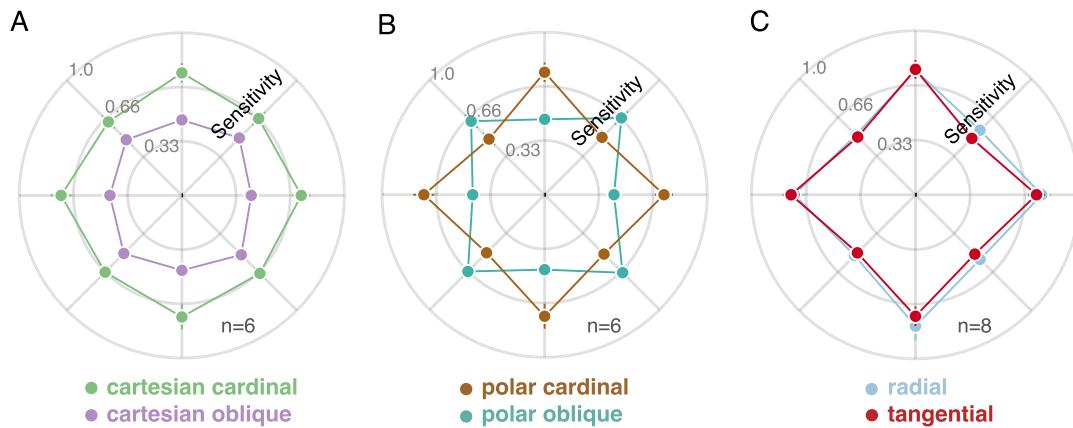 A
B
C
1.0
0.66
0.33
Sensitivity
n=6
1.0
0.66
0.33
Sensitivity
n=6
1.0
0.66
0.33
Sensitivity
n=8
cartesian cardinal
cartesian oblique
polar cardinal
polar oblique
radial
tangential